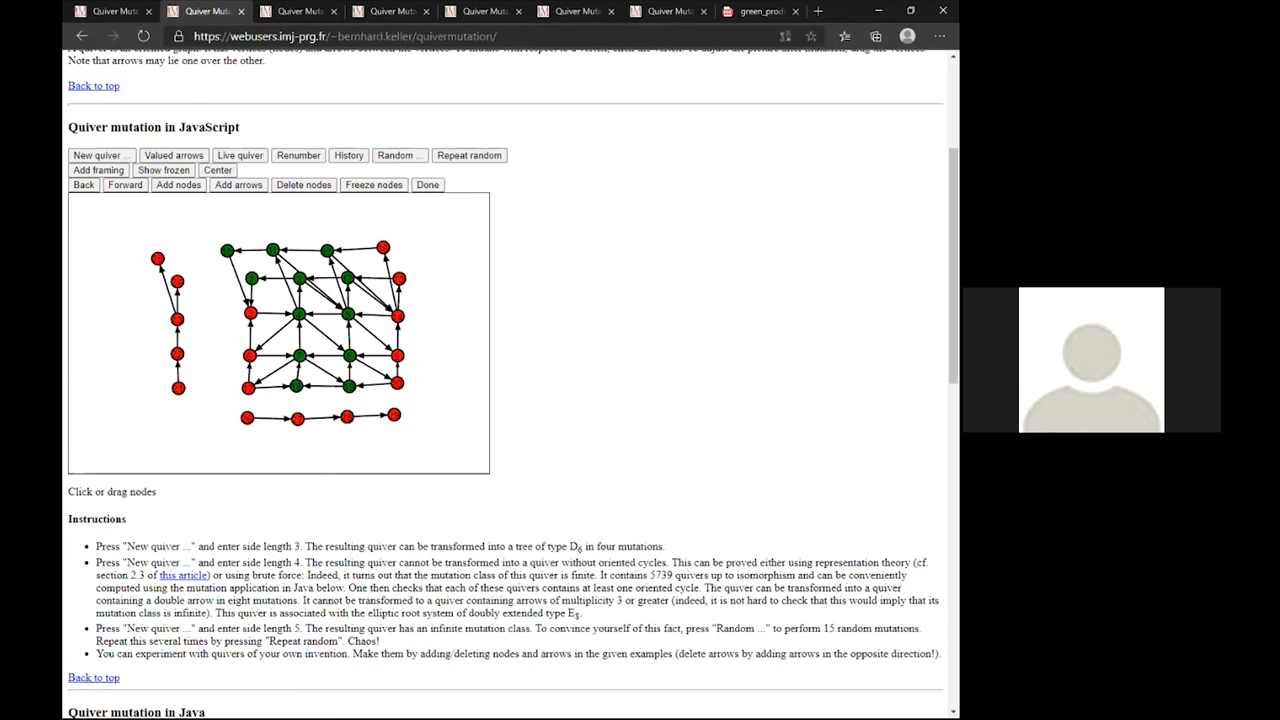 Quiver Mut
Quiver Mut
Quiver Mut
Quiver Mut
Quiver Mut
Quiver Mut
Quiver Mut
green_prod
https://webusers.imj-prg.fr/~bernhard.keller/quivermutation/
Note that arrows may lie one over the other.
Back to top
Quiver mutation in JavaScript
New quiver ... Valued arrows Live quiver Renumber History Random ... Repeat random
Add framing Show frozen Center
Back Forward Add nodes Add arrows Delete nodes Freeze nodes Done
Click or drag nodes
Instructions
Press "New quiver ..." and enter side length 3. The resulting quiver can be transformed into a tree of type D6 in four mutations.
Press "New quiver ..." and enter side length 4. The resulting quiver cannot be transformed into a quiver without oriented cycles. This can be proved either using representation theory (cf.
section 2.3 of this article) or using brute force: Indeed, it turns out that the mutation class of this quiver is finite. It contains 5739 quivers up to isomorphism and can be conveniently
computed using the mutation application in Java below. One then checks that each of these quivers contains at least one oriented cycle. The quiver can be transformed into a quiver
containing a double arrow in eight mutations. It cannot be transformed to a quiver containing arrows of multiplicity 3 or greater (indeed, it is not hard to check that this would imply that its
mutation class is infinite). This quiver is associated with the elliptic root system of doubly extended type E8.
Press "New quiver ..." and enter side length 5. The resulting quiver has an infinite mutation class. To convince yourself of this fact, press "Random ..." to perform 15 random mutations.
Repeat this several times by pressing "Repeat random". Chaos!
You can experiment with quivers of your own invention. Make them by adding/deleting nodes and arrows in the given examples (delete arrows by adding arrows in the opposite direction!).
Back to top
Quiver mutation in Java